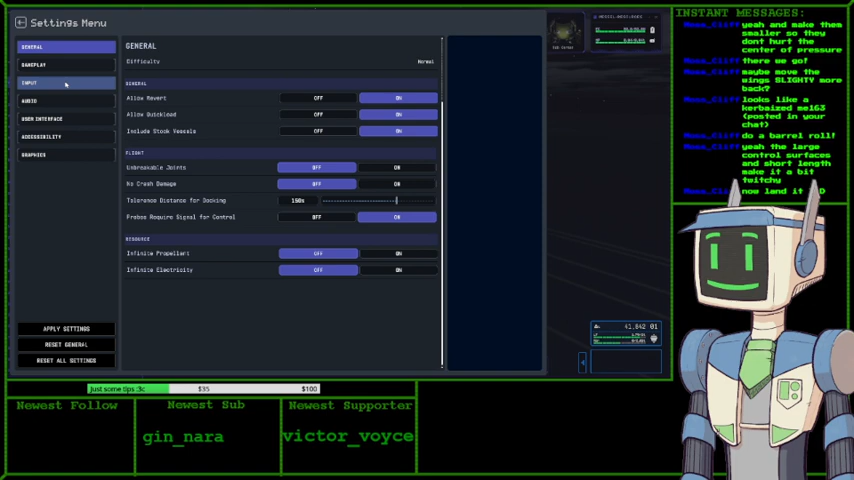 Settings Menu
GENERAL
GAMEPLAY
INPUT
AUDIO
USER INTERFACE
ACCESSIBILITY
GRAPHICS
APPLY SETTINGS
RESET GENERAL
RESET ALL SETTINGS
GENERAL
Difficulty Normal
GENERAL
Allow Revert OFF ON
Allow Quickload OFF ON
Include Stock Vessels OFF ON
FLIGHT
Unbreakable Joints OFF ON
No Crash Damage OFF ON
Tolerance Distance for Docking 150%
Probes Require Signal for Control OFF ON
RESOURCE
Infinite Propellant OFF ON
Infinite Electricity OFF ON
INSTANT MESSAGES:
yeah and make them
smaller so they
dont hurt the
center of pressure
there we go!
maybe move the
wings SLIGHTY more
back?
looks like a
kerbaized me163
(posted in your
chat)
do a barrel roll!
yeah the large
control surfaces
and short length
make it a bit
twitchy
now land it
just some tips :3c $35 $100
Newest Follow
Newest Sub
gin_nara
Newest Supporter
victor_voyce